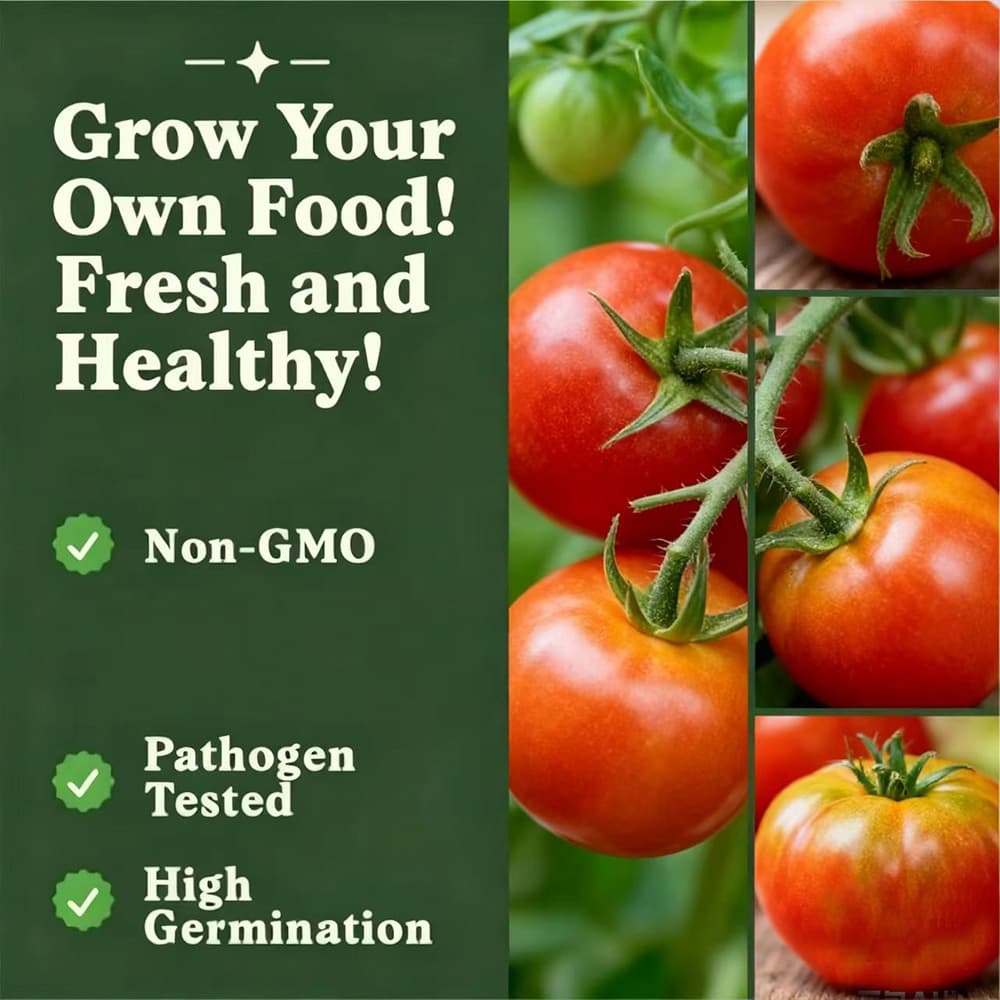 Grow Your
Own Food!
Fresh and
Healthy!
Non-GMO
Pathogen
Tested
High
Germination